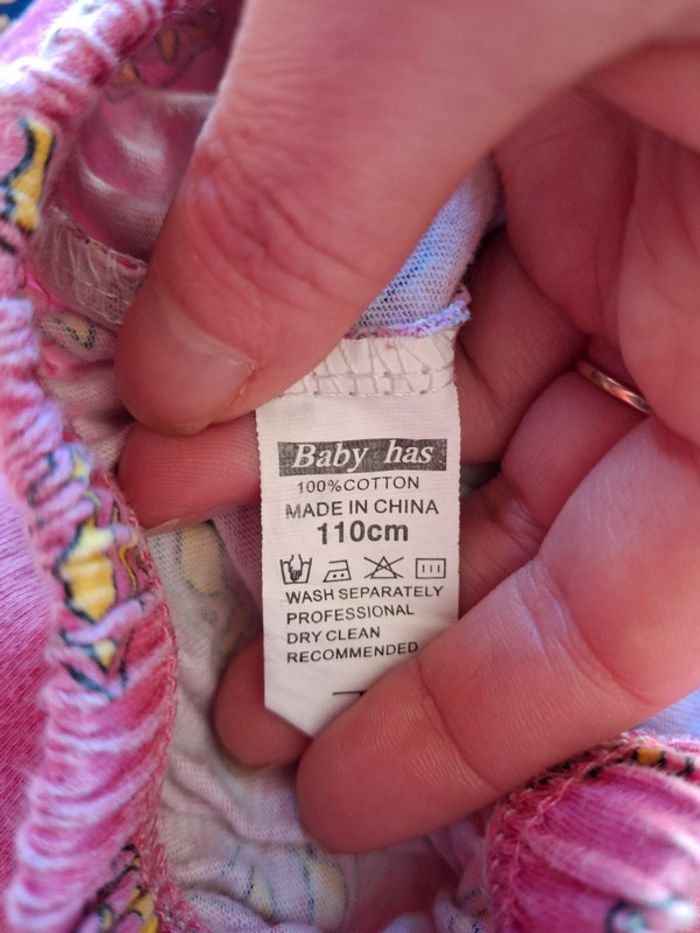 Baby has
100%COTTON
MADE IN CHINA
110cm
WASH SEPARATELY
PROFESSIONAL
DRY CLEAN
RECOMMENDED